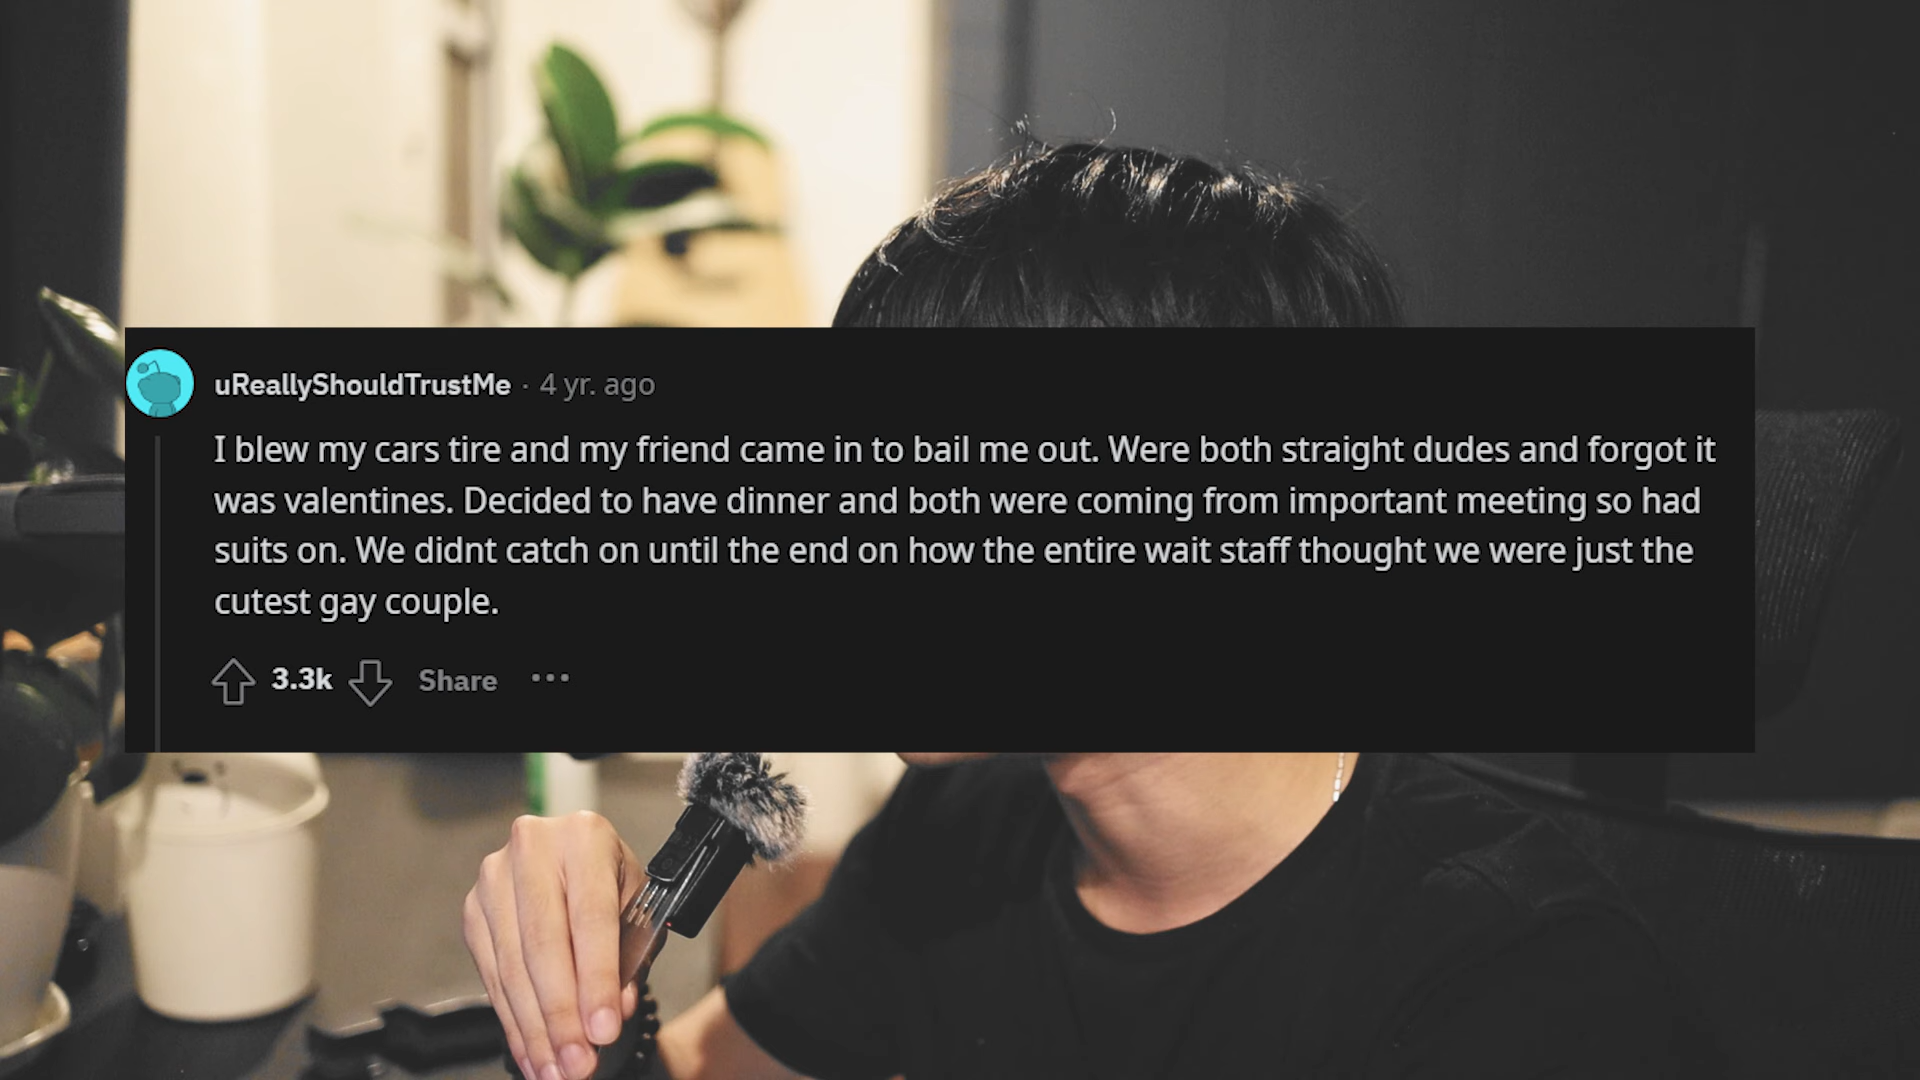 uReallyShouldTrustMe · 4 yr. ago
I blew my cars tire and my friend came in to bail me out. Were both straight dudes and forgot it
was valentines. Decided to have dinner and both were coming from important meeting so had
suits on. We didnt catch on until the end on how the entire wait staff thought we were just the
cutest gay couple.
3.3k Share ···